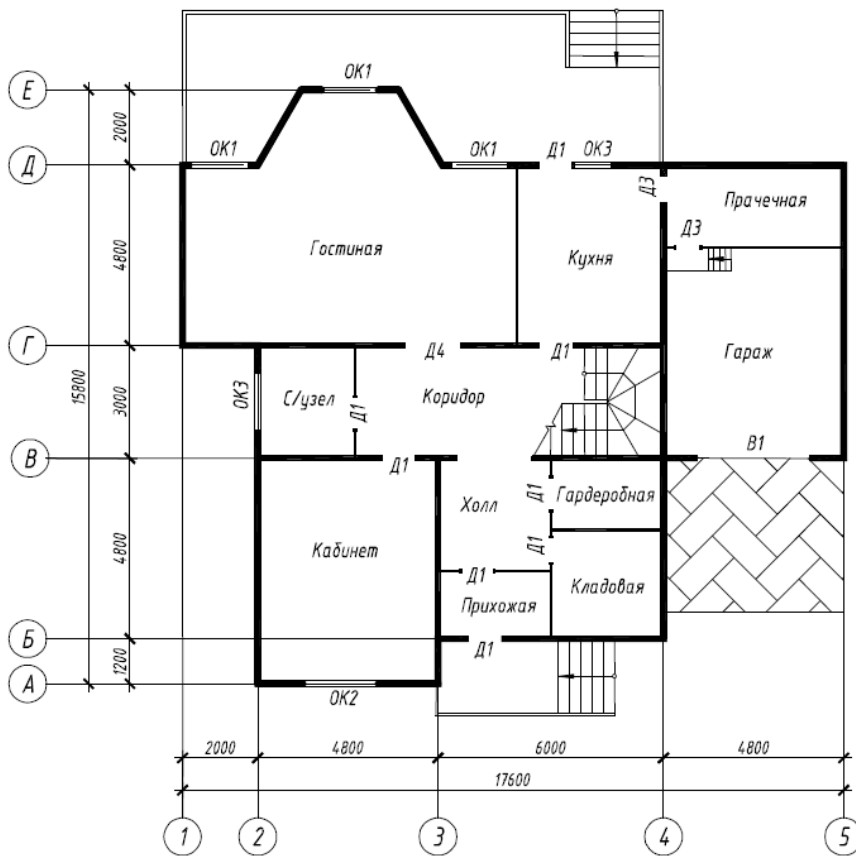 ОК1
Е
2000
ОК1
ОК1
Д1
ОК3
Д
Д3
Прачечная
Д3
4800
Гостиная
Кухня
Г
Д4
Д1
Гараж
15800
3000
ОК3
С/узел
Д1
Коридор
В
Д1
В1
Холл
Д1
Гардеробная
4800
Кабинет
Д1
Д1
Прихожая
Кладовая
Б
Д1
1200
А
ОК2
2000
4800
6000
4800
17600
1
2
3
4
5